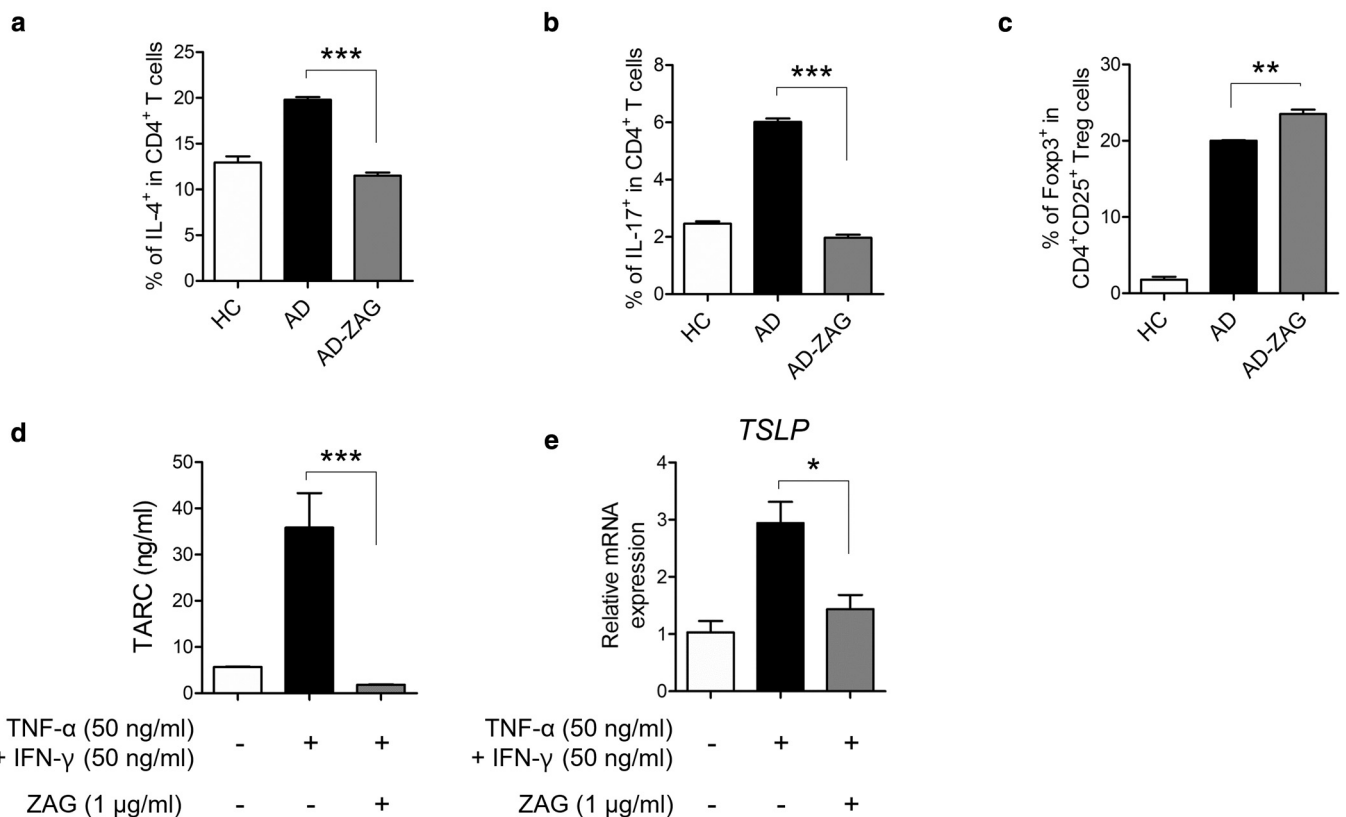 a
% of IL-4⁺ in CD4⁺ T cells
25
20
15
10
5
0
***
HC
AD
AD-ZAG
b
% of IL-17⁺ in CD4⁺ T cells
8
6
4
2
0
***
HC
AD
AD-ZAG
c
% of Foxp3⁺ in
CD4⁺CD25⁺ Treg cells
30
20
10
0
**
HC
AD
AD-ZAG
d
TARC (ng/ml)
50
40
30
20
10
0
***
TNF-α (50 ng/ml)
+ IFN-γ (50 ng/ml)
- + +
ZAG (1 μg/ml)
- - +
e
TSLP
Relative mRNA
expression
4
3
2
1
0
*
TNF-α (50 ng/ml)
+ IFN-γ (50 ng/ml)
- + +
ZAG (1 μg/ml)
- - +